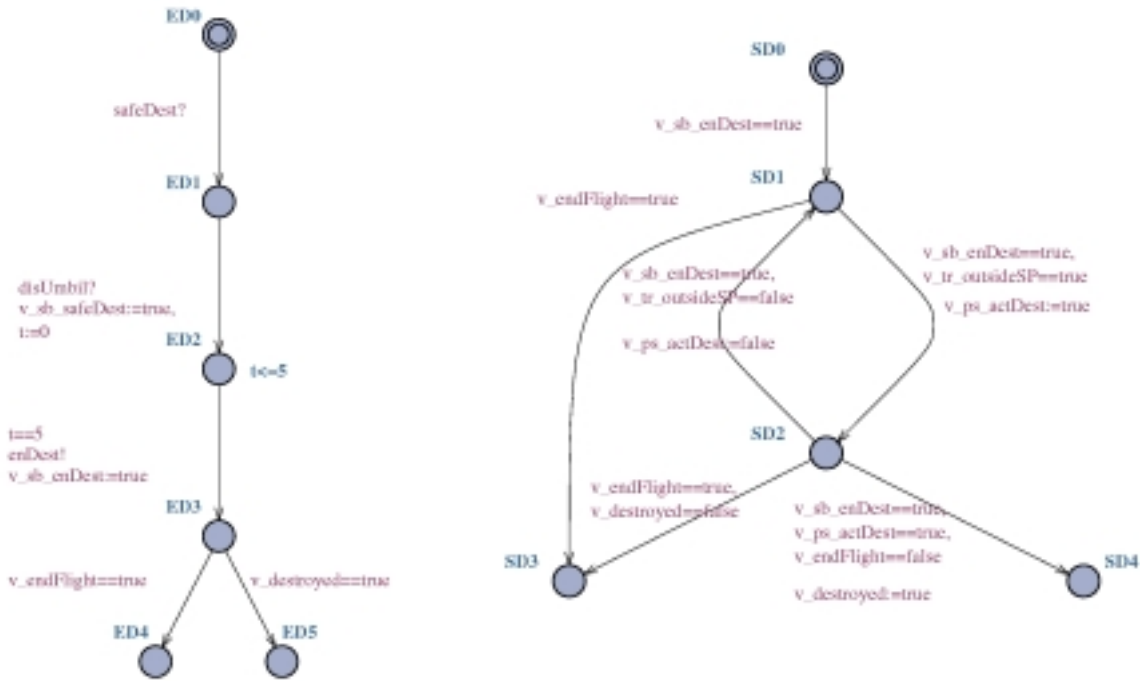 ED0
safeDest?
ED1
disUmbil?
v_sb_safeDest:=true,
t:=0
ED2
t<=5
t==5
enDest!
v_sb_enDest:=true
ED3
v_endFlight==true
v_destroyed==true
ED4
ED5
SD0
v_sb_enDest==true
SD1
v_endFlight==true
v_sb_enDest==true,
v_tr_outsideSP==false
v_ps_actDest:=false
v_sb_enDest==true,
v_tr_outsideSP==true
v_ps_actDest:=true
SD2
v_endFlight==true,
v_destroyed==false
v_sb_enDest==true,
v_ps_actDest==true,
v_endFlight==false
v_destroyed:=true
SD3
SD4